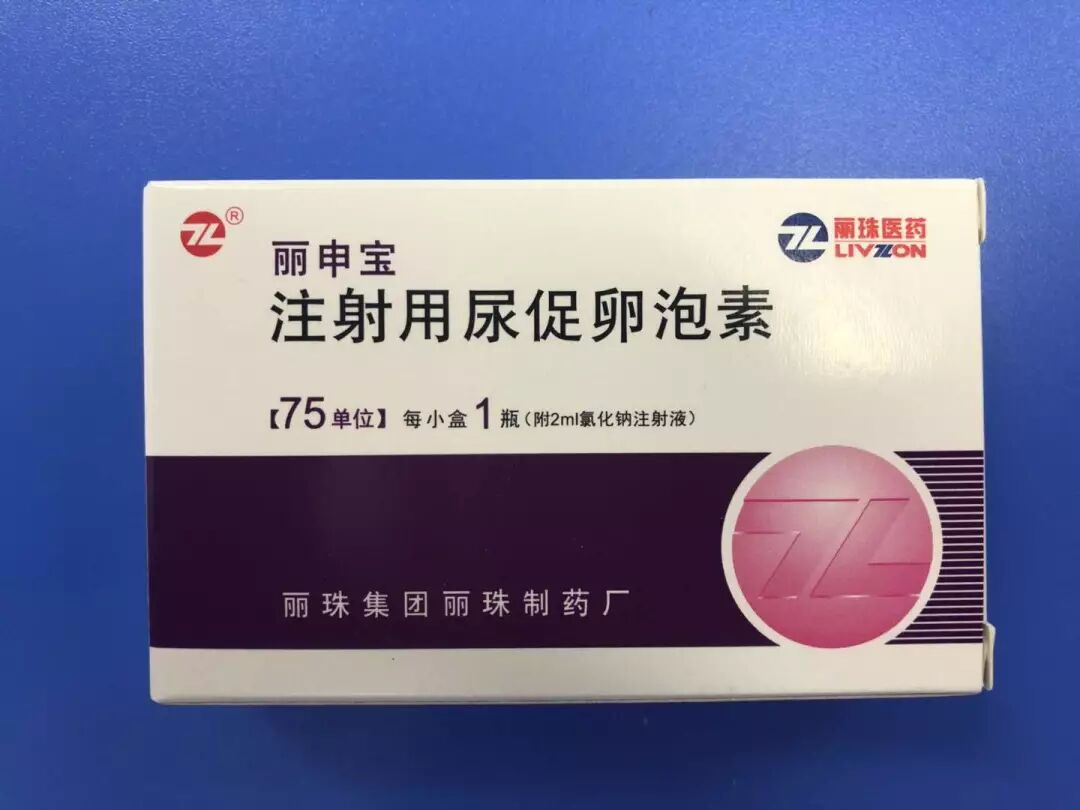 ®
丽珠医药
LIVZON
丽申宝
注射用尿促卵泡素
【75单位】 每小盒1瓶(附2ml氯化钠注射液)
丽珠集团丽珠制药厂